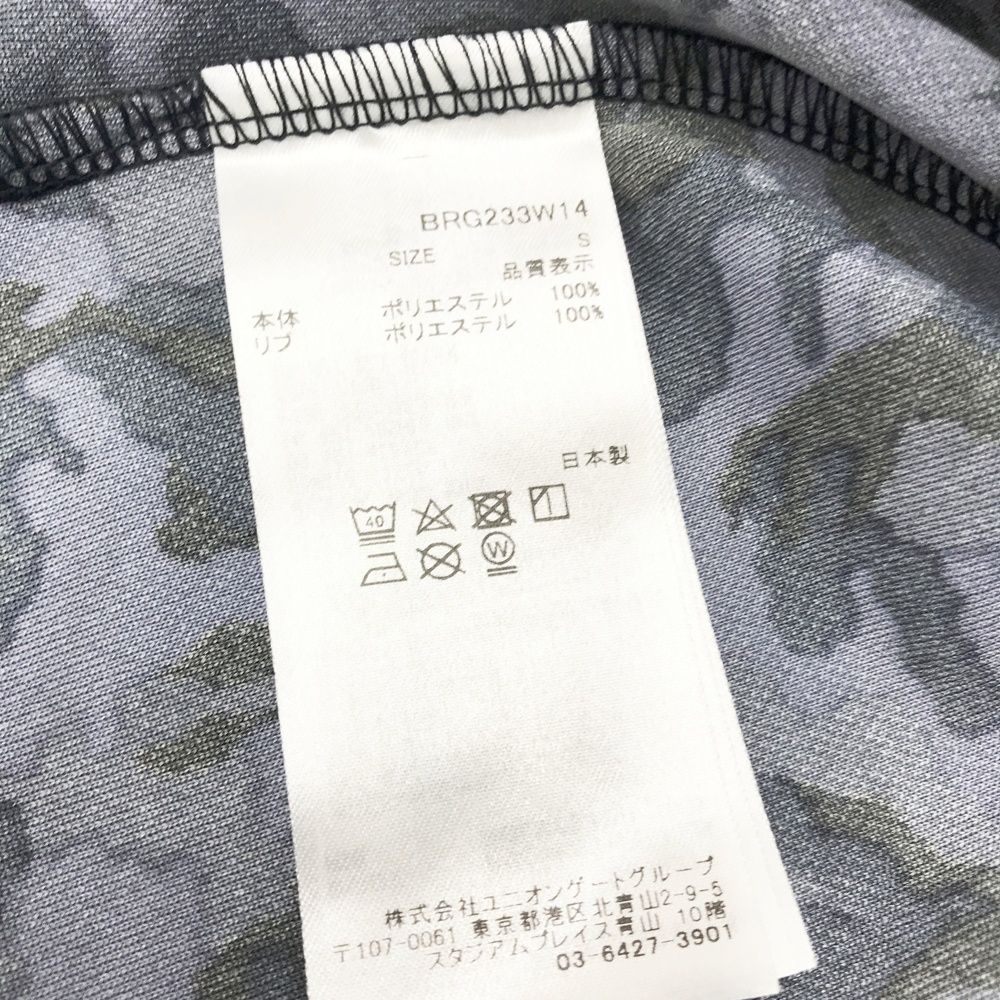 BRG233W14
SIZE S
品質表示
本体 ポリエステル 100%
リブ ポリエステル 100%
日本製
40
W
株式会社ユニオンゲートグループ
〒107-0061 東京都港区北青山2-9-5
スタジアムプレイス青山 10階
03-6427-3901